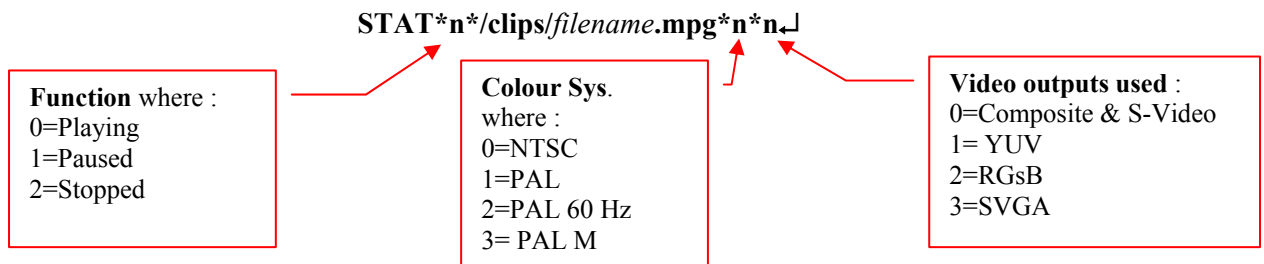 STAT*n*/clips/filename.mpg*n*n↵
Function where :
0=Playing
1=Paused
2=Stopped
Colour Sys.
where :
0=NTSC
1=PAL
2=PAL 60 Hz
3= PAL M
Video outputs used :
0=Composite & S-Video
1= YUV
2=RGsB
3=SVGA